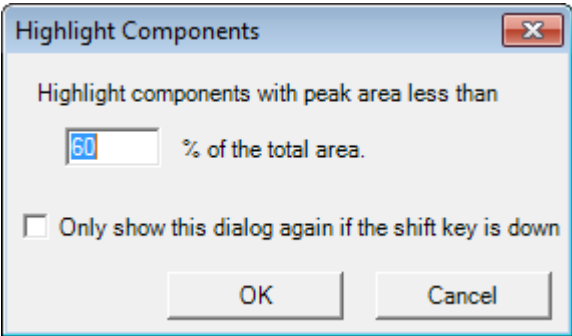 Highlight Components
Highlight components with peak area less than
60 % of the total area.
Only show this dialog again if the shift key is down
OK Cancel